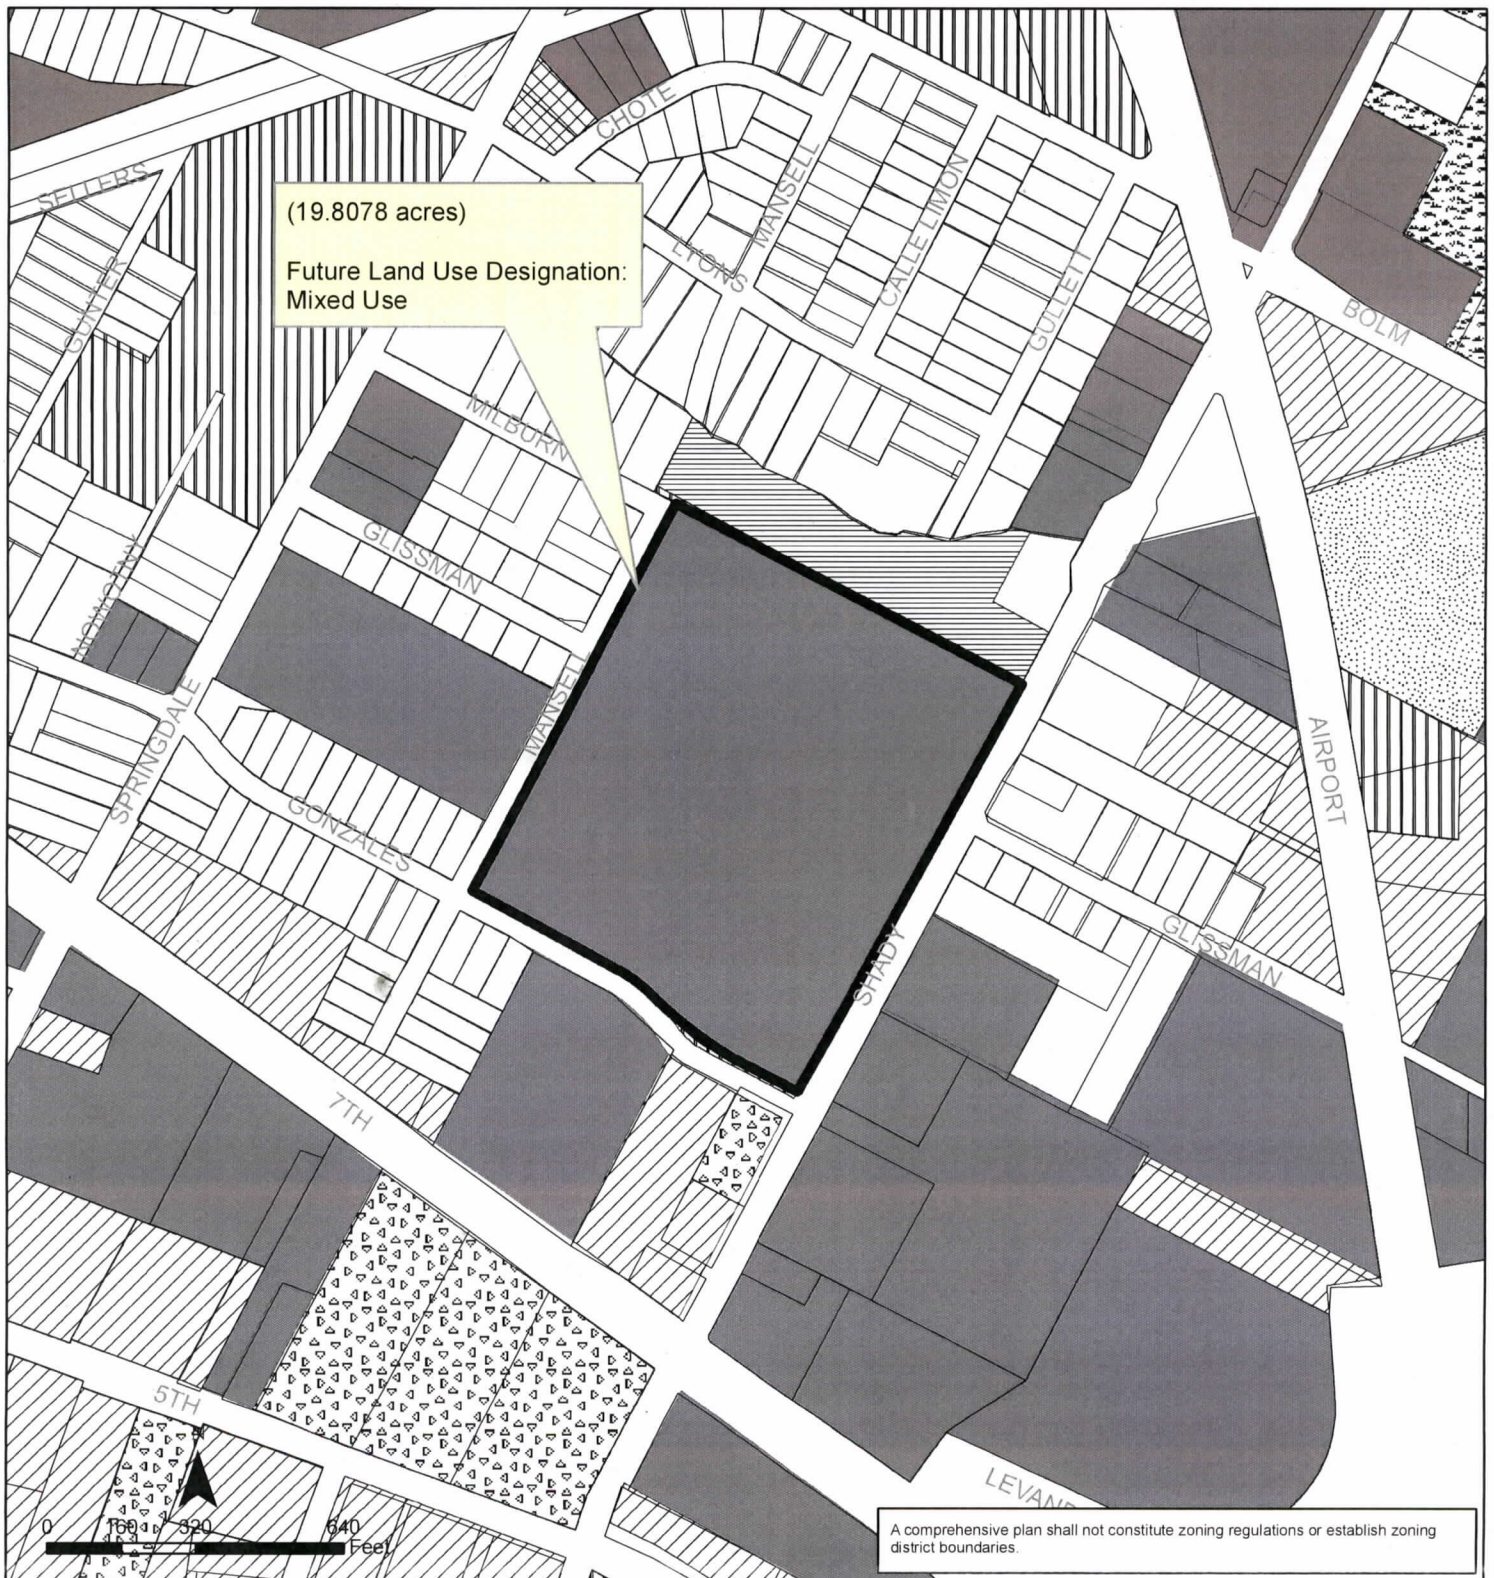 CHOTE
SELLERS
MANSELL
CALLE LIMON
(19.8078 acres)
Future Land Use Designation:
Mixed Use
LYONS
GULLETT
GUNTER
BOLM
MILBURN
GLISSMAN
NOWOTNY
MANSELL
SPRINGDALE
AIRPORT
GONZALES
SHADY
GLISSMAN
7TH
5TH
LEVAND
0 160 320 640
Feet
A comprehensive plan shall not constitute zoning regulations or establish zoning
district boundaries.